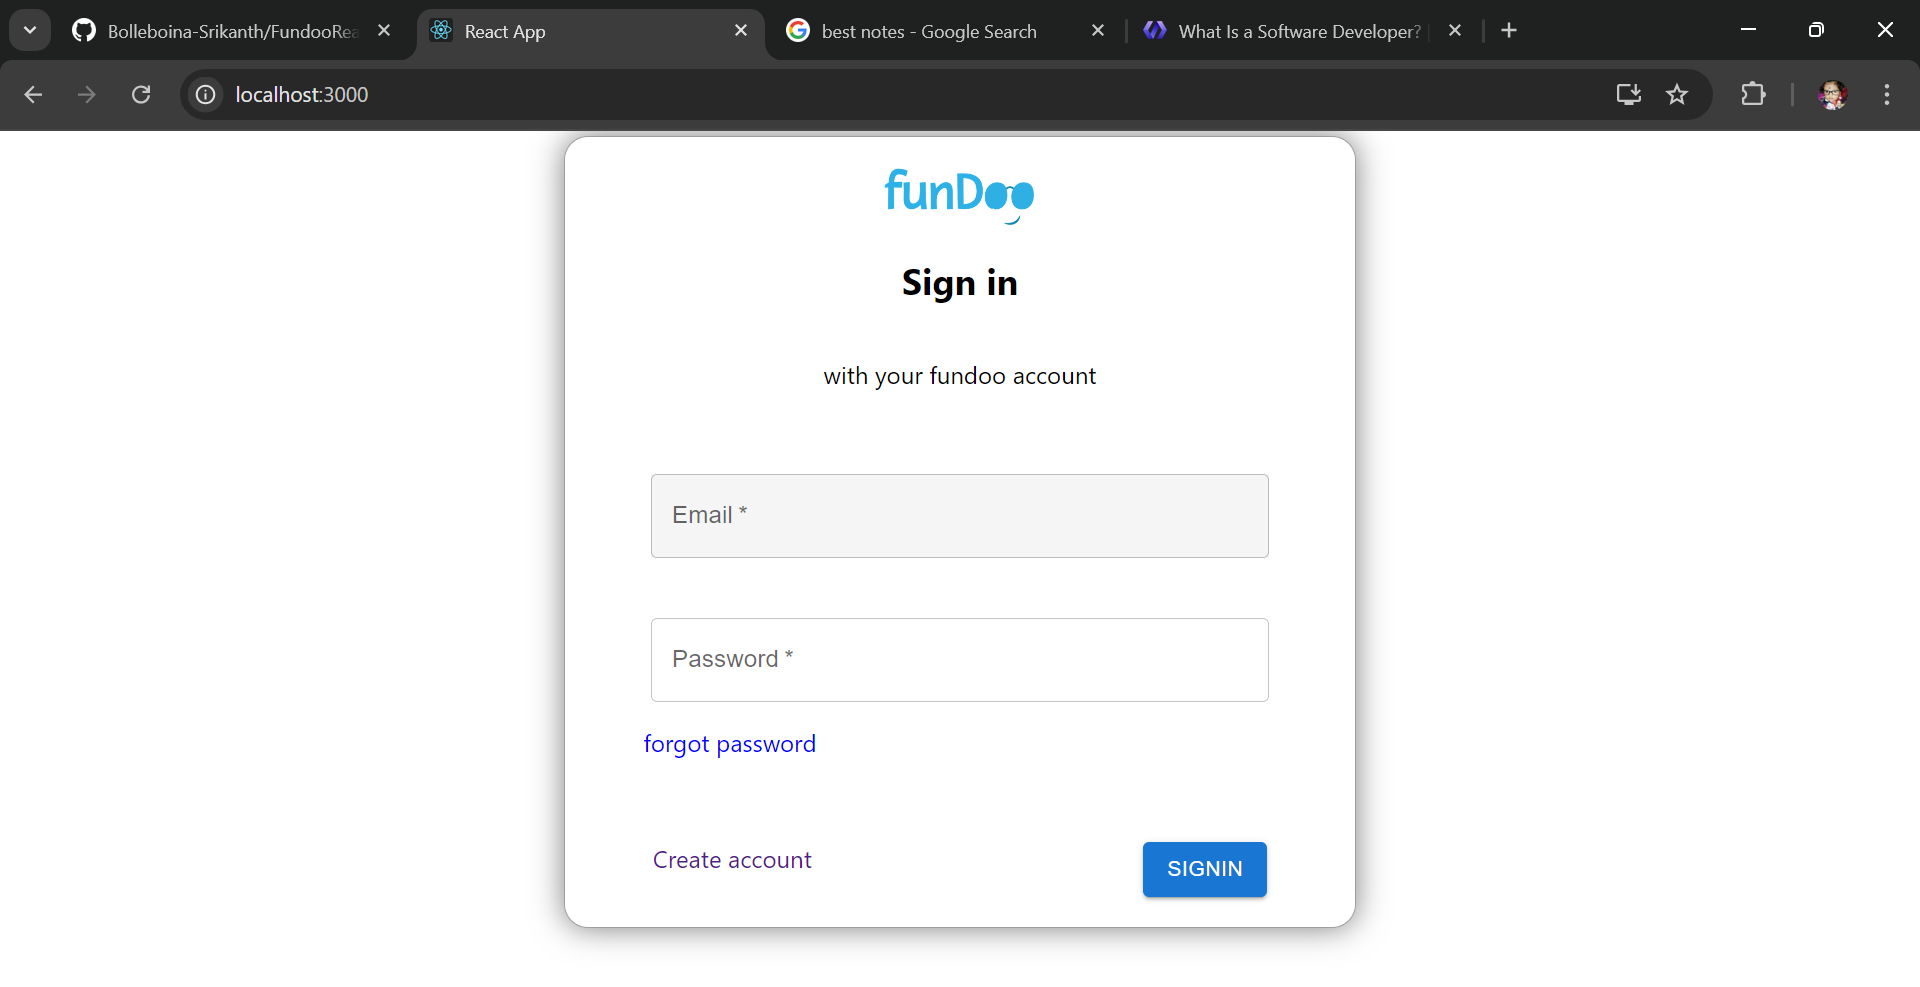 Bolleboina-Srikanth/FundooRea
React App
best notes - Google Search
What Is a Software Developer?
localhost:3000
funDoo
Sign in
with your fundoo account
Email *
Password *
forgot password
Create account
SIGNIN